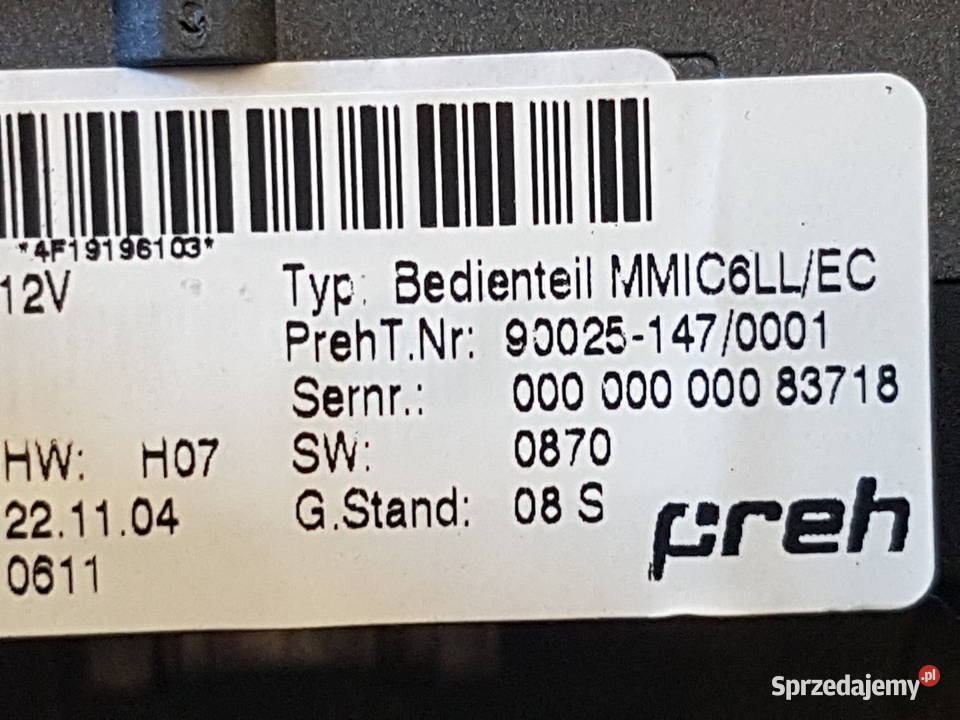 *4F19196103*
12V
Typ: Bedienteil MMIC6LL/EC
PrehT.Nr: 90025-147/0001
Sernr.: 000 000 000 83718
HW: H07 SW: 0870
22.11.04 G.Stand: 08 S
0611
preh
Sprzedajemy.pl